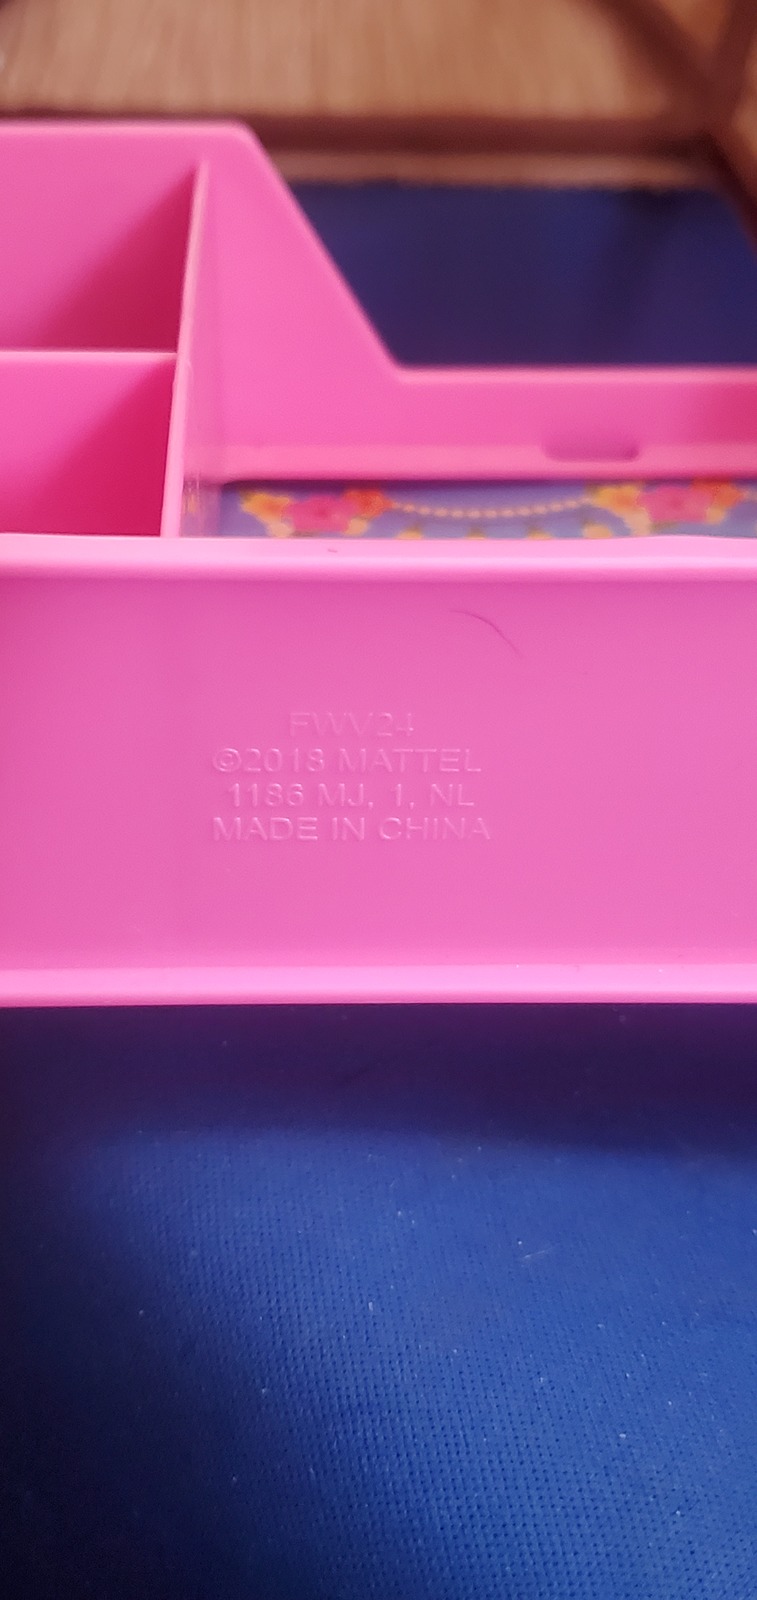 FWV24
©2018 MATTEL
1186 MJ, 1, NL
MADE IN CHINA